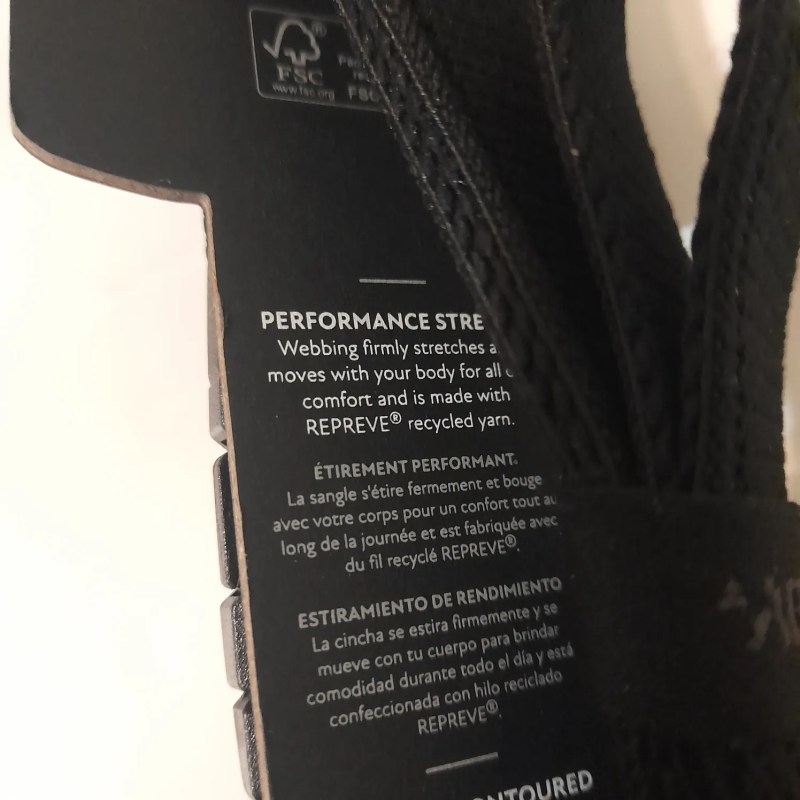 FSC
www.fsc.org
FSC
PERFORMANCE STRE
Webbing firmly stretches a
moves with your body for all
comfort and is made with
REPREVE® recycled yarn.
ÉTIREMENT PERFORMANT.
La sangle s'étire fermement et bouge
avec votre corps pour un confort tout au
long de la journée et est fabriquée avec
du fil recyclé REPREVE®.
ESTIRAMIENTO DE RENDIMIENTO
La cincha se estira firmemente y se
mueve con tu cuerpo para brindar
comodidad durante todo el día y está
confeccionada con hilo reciclado
REPREVE®.
ONTOURED